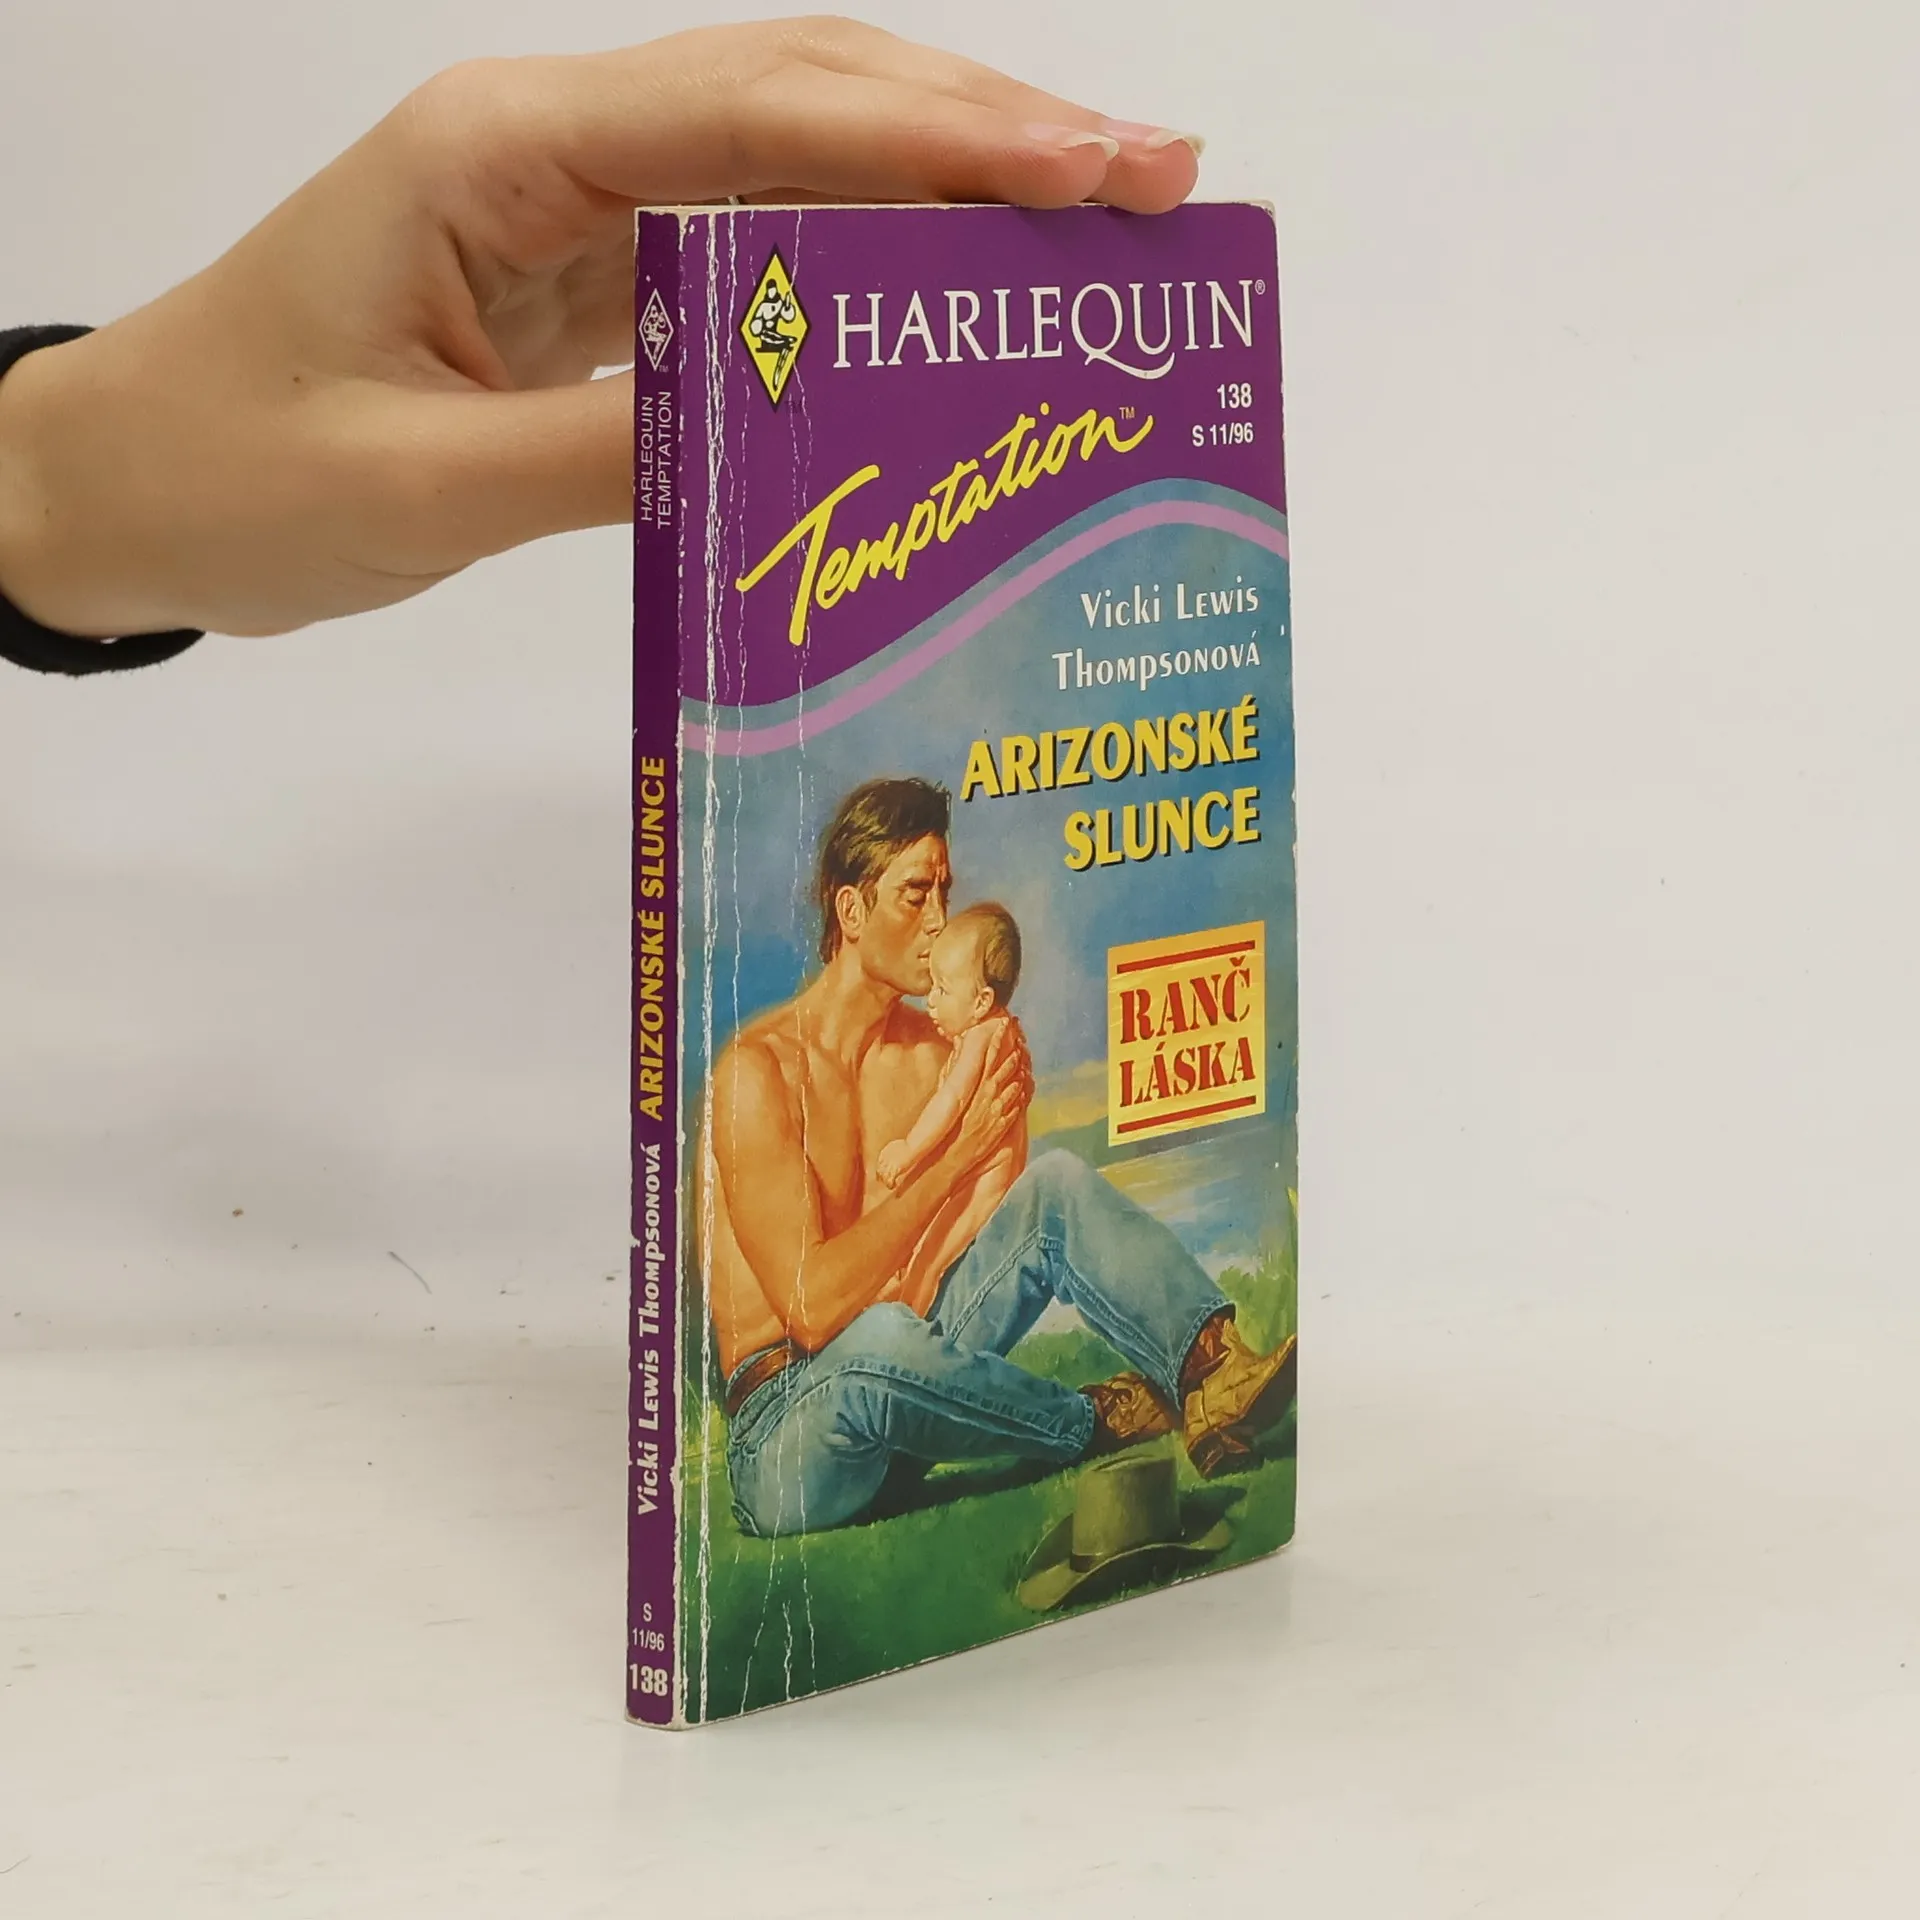 HARLEQUIN®
138
S 11/96
Temptation™
Vicki Lewis
Thompsonová
ARIZONSKÉ
SLUNCE
RANČ
LÁSKA
HARLEQUIN
TEMPTATION
ARIZONSKÉ SLUNCE
Vicki Lewis Thompsonová
S
11/96
138